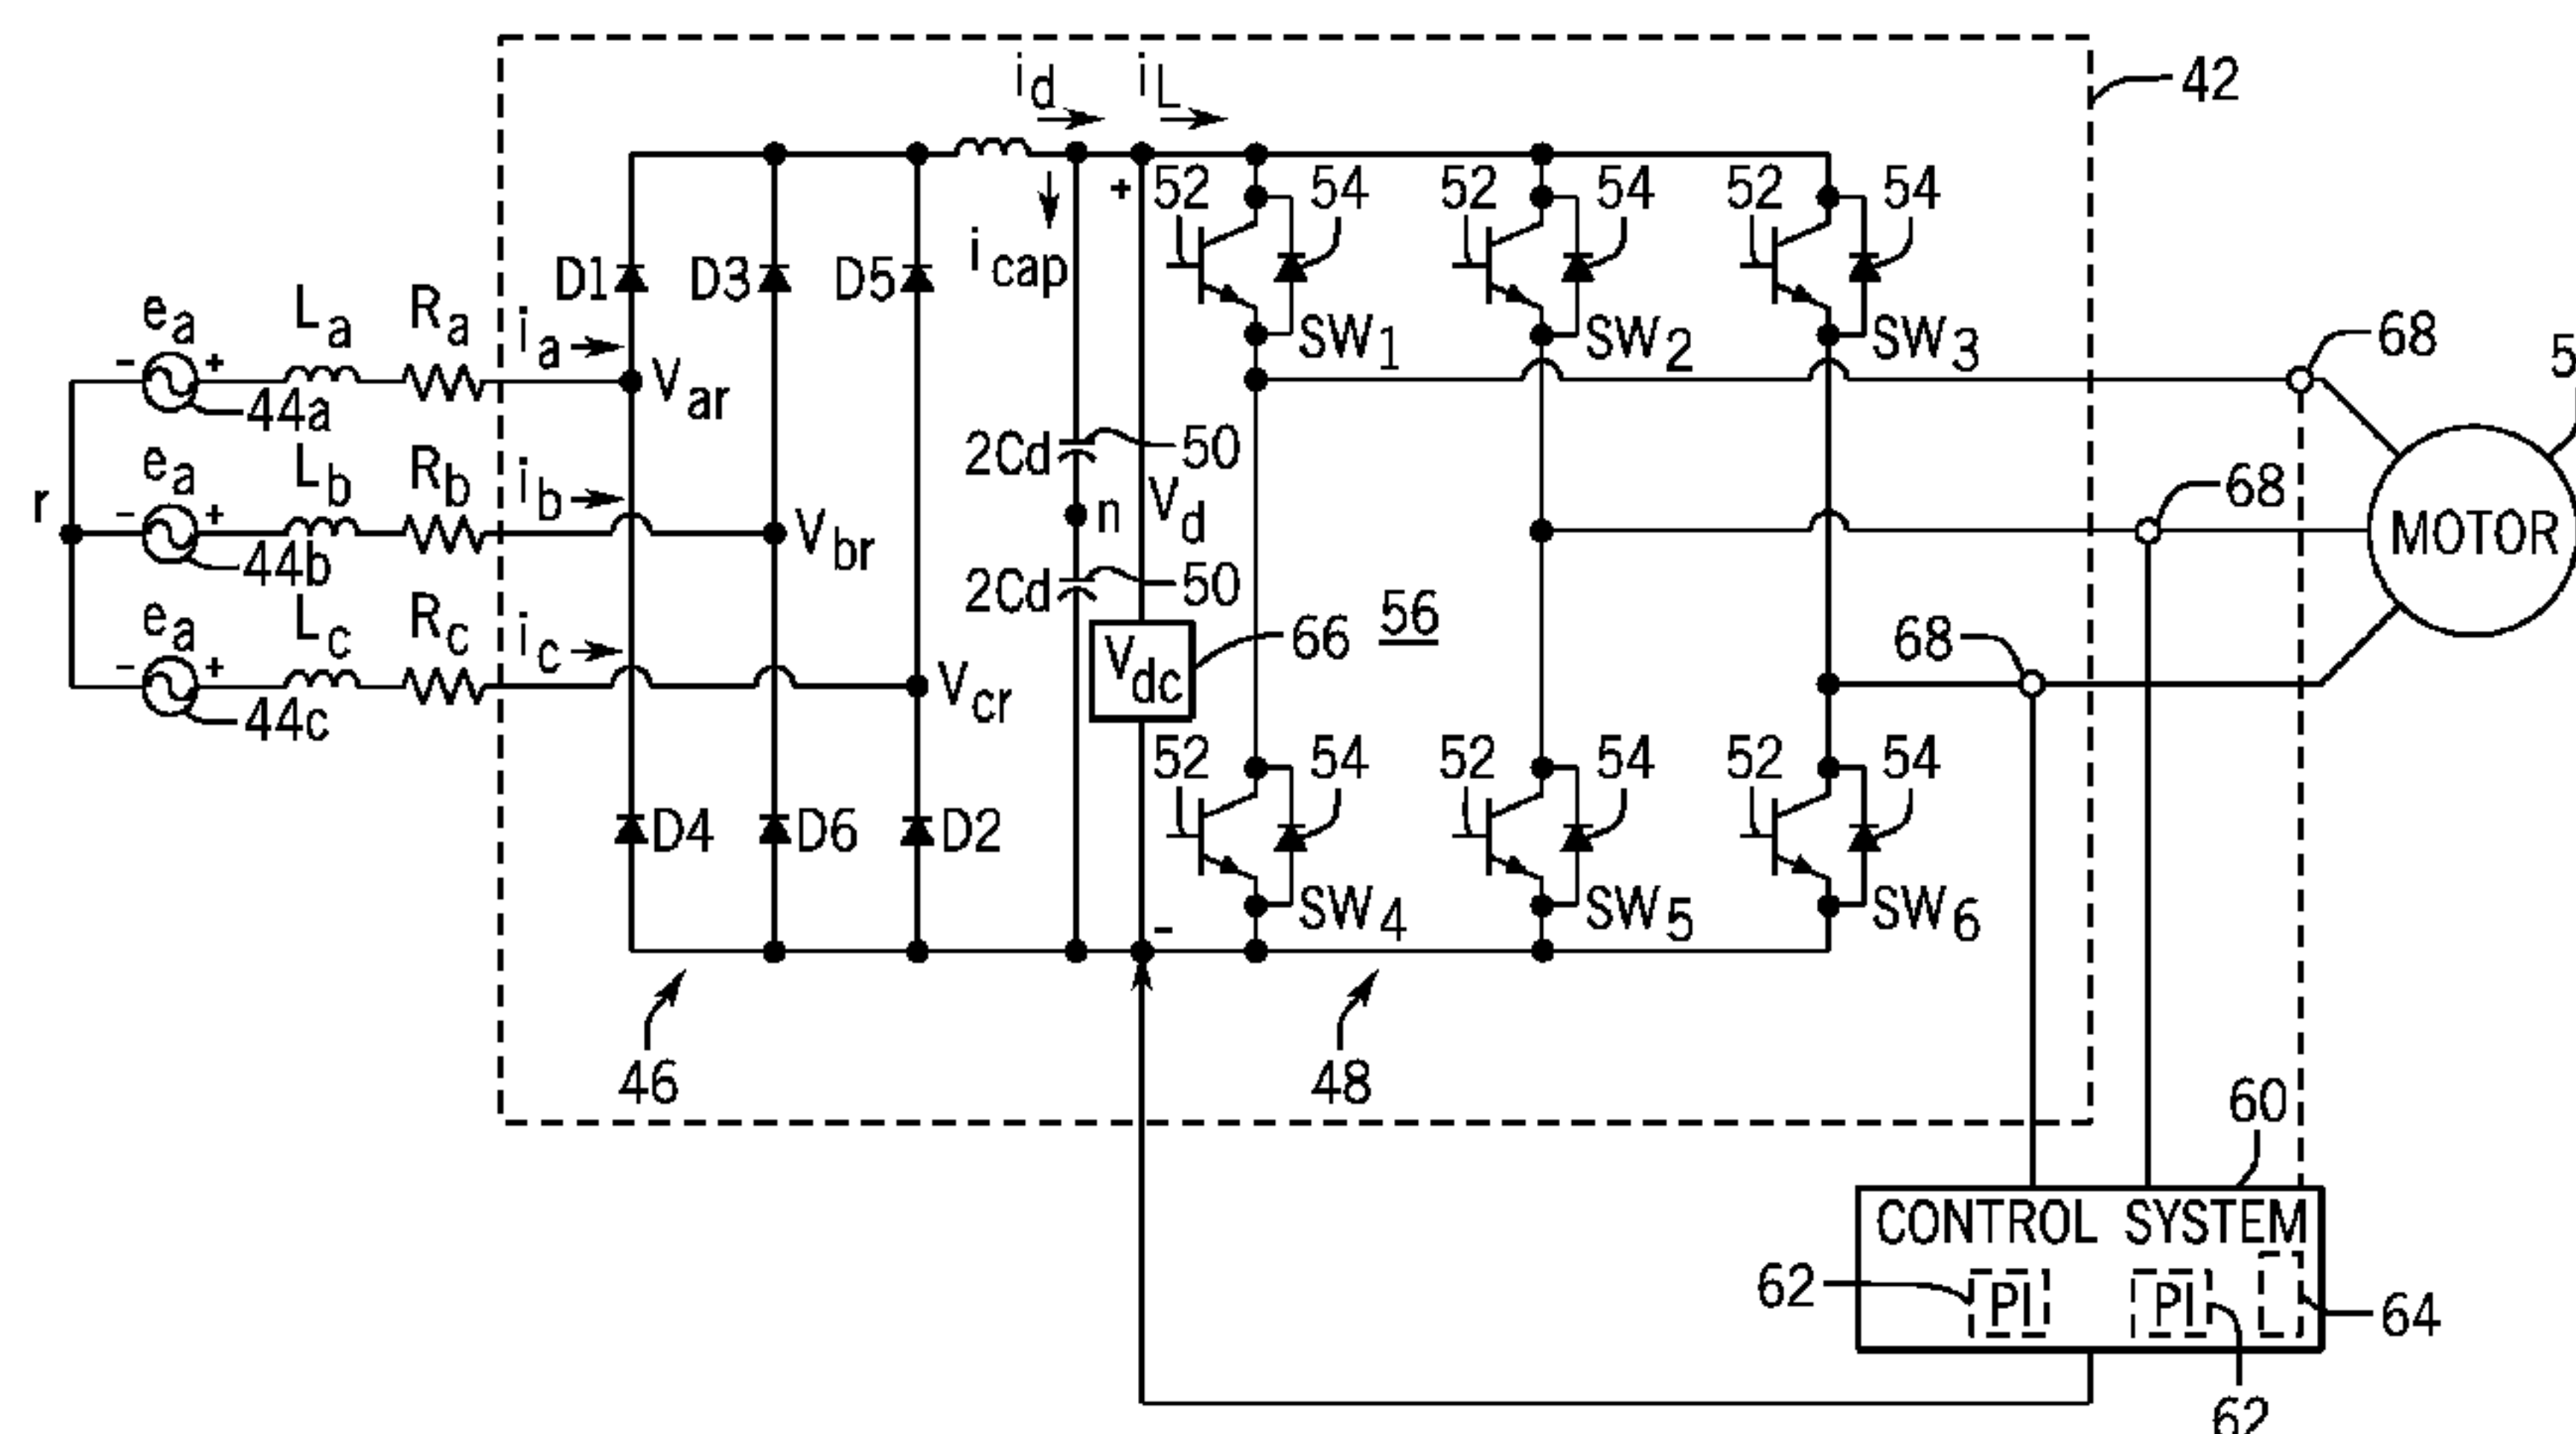 i_d
i_L
42
+
52
54
52
54
52
54
i_cap
D1
D3
D5
e_a
L_a
R_a
i_a
SW_1
SW_2
SW_3
68
- +
V_ar
44a
2Cd
50
V_d
68
MOTOR
r
e_a
L_b
R_b
i_b
n
- +
V_br
44b
2Cd
50
56
66
68
e_a
L_c
R_c
i_c
V_dc
- +
V_cr
44c
52
54
52
54
52
54
D4
D6
D2
SW_4
SW_5
SW_6
-
46
48
60
CONTROL SYSTEM
62
PI
PI
64
62